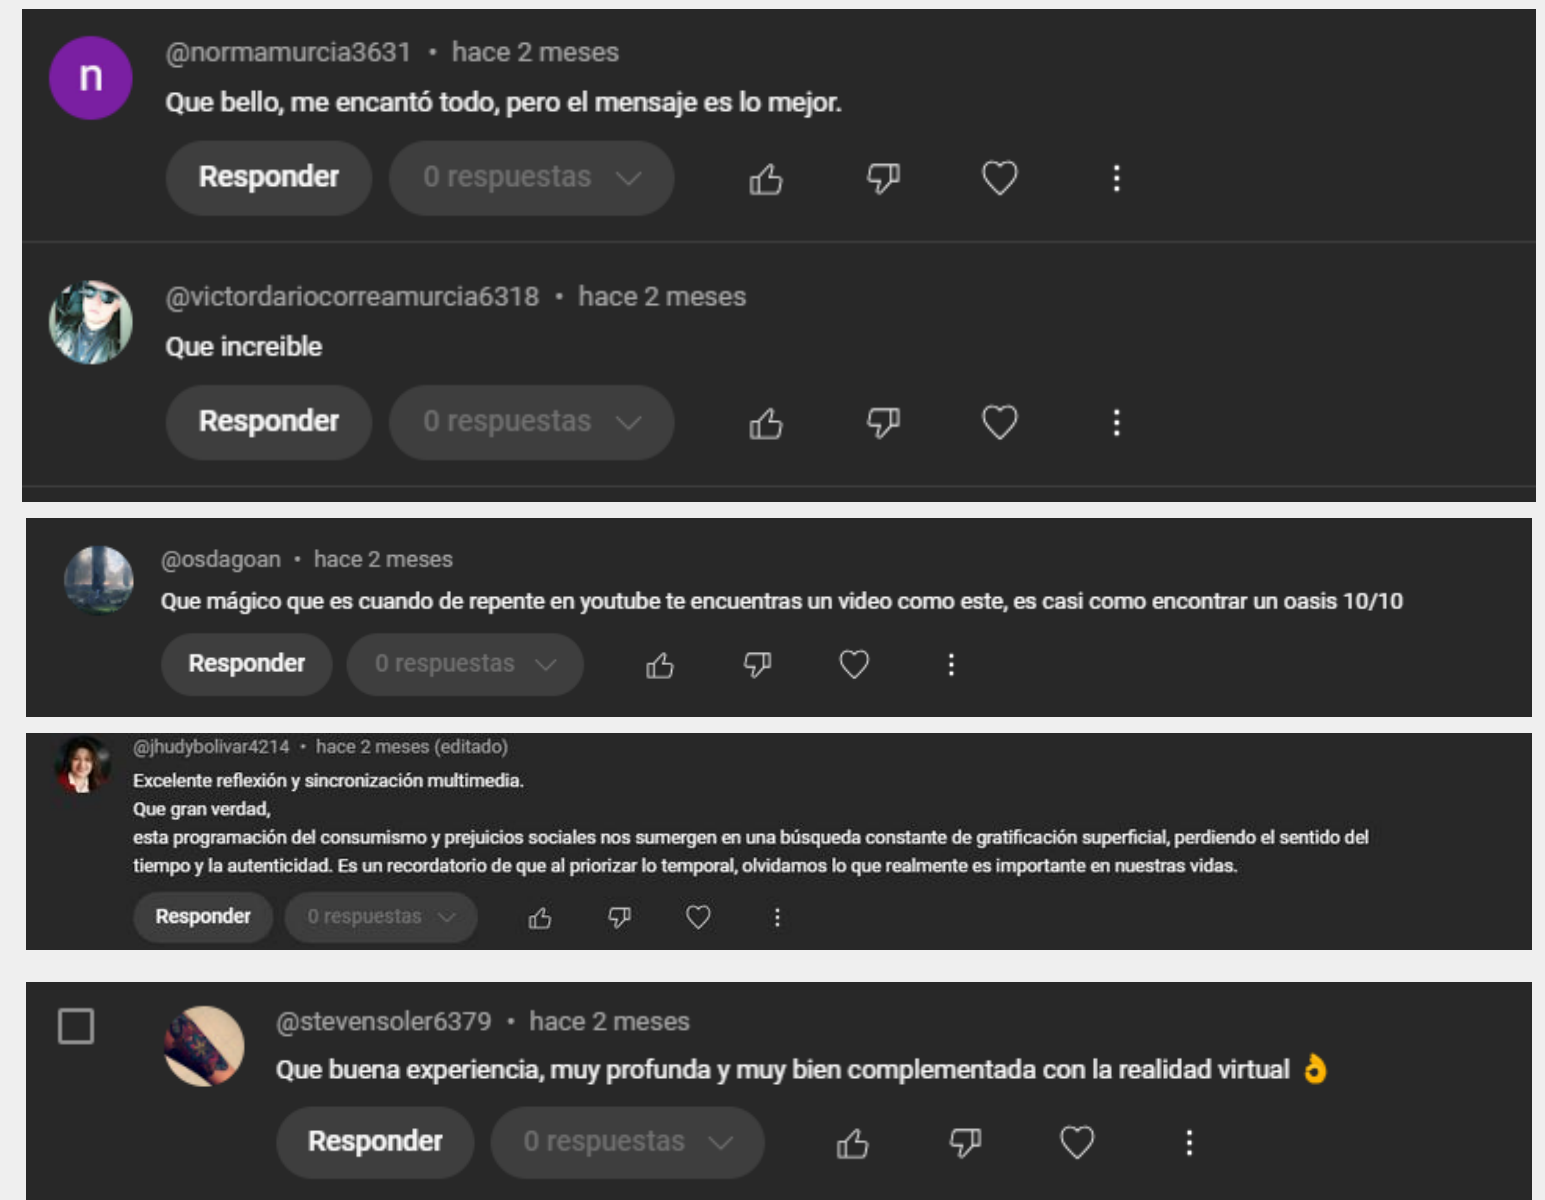 n
@normamurcia3631 • hace 2 meses
Que bello, me encantó todo, pero el mensaje es lo mejor.
Responder 0 respuestas
@victordariocorreamurcia6318 • hace 2 meses
Que increible
Responder 0 respuestas
@osdagoan • hace 2 meses
Que mágico que es cuando de repente en youtube te encuentras un video como este, es casi como encontrar un oasis 10/10
Responder 0 respuestas
@jhudybolivar4214 • hace 2 meses (editado)
Excelente reflexión y sincronización multimedia.
Que gran verdad,
esta programación del consumismo y prejuicios sociales nos sumergen en una búsqueda constante de gratificación superficial, perdiendo el sentido del
tiempo y la autenticidad. Es un recordatorio de que al priorizar lo temporal, olvidamos lo que realmente es importante en nuestras vidas.
Responder 0 respuestas
@stevensoler6379 • hace 2 meses
Que buena experiencia, muy profunda y muy bien complementada con la realidad virtual 👌
Responder 0 respuestas